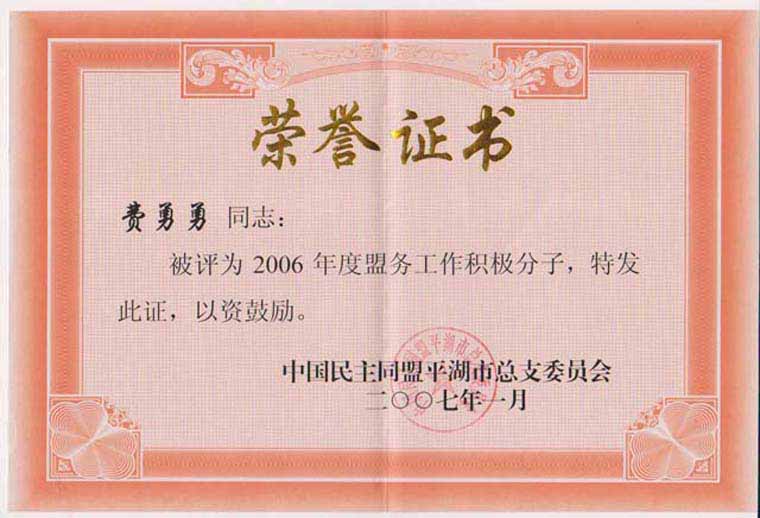 荣誉证书
费勇勇 同志：
被评为 2006 年度盟务工作积极分子，特发
此证，以资鼓励。
中国民主同盟平湖市总支委员会
二〇〇七年一月